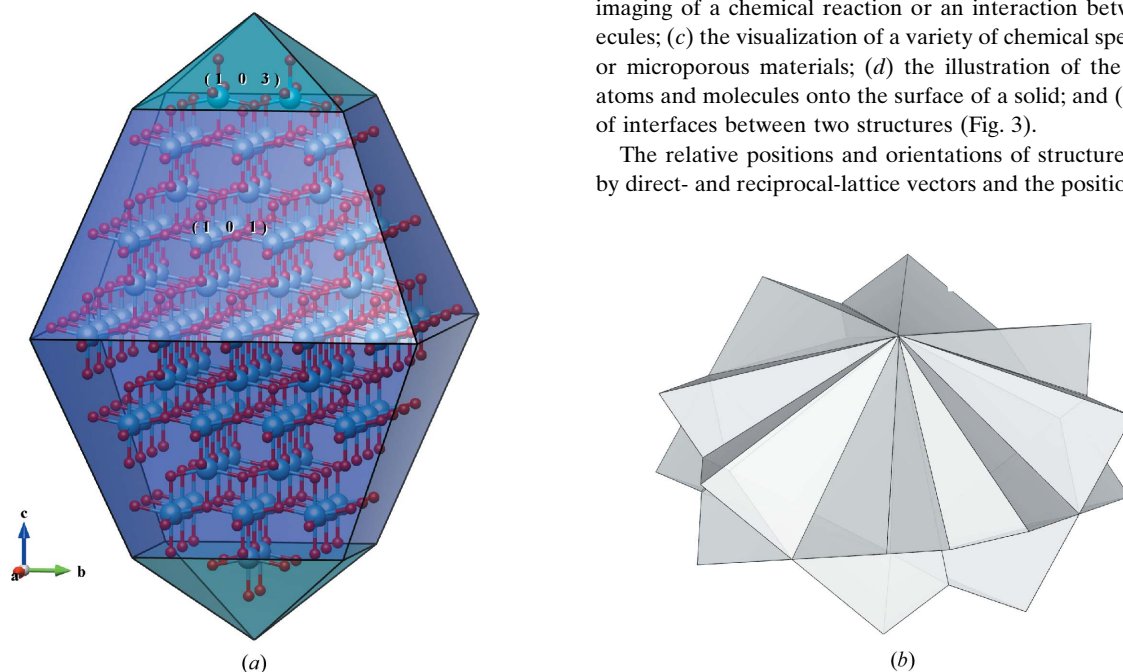 imaging of a chemical reaction or an interaction
ecules; (c) the visualization of a variety of chemical
or microporous materials; (d) the illustration of the
atoms and molecules onto the surface of a solid; and (
of interfaces between two structures (Fig. 3).
The relative positions and orientations of structure
by direct- and reciprocal-lattice vectors and the
(1 0 3)
(1 0 1)
c
a
b
(a)
(b)